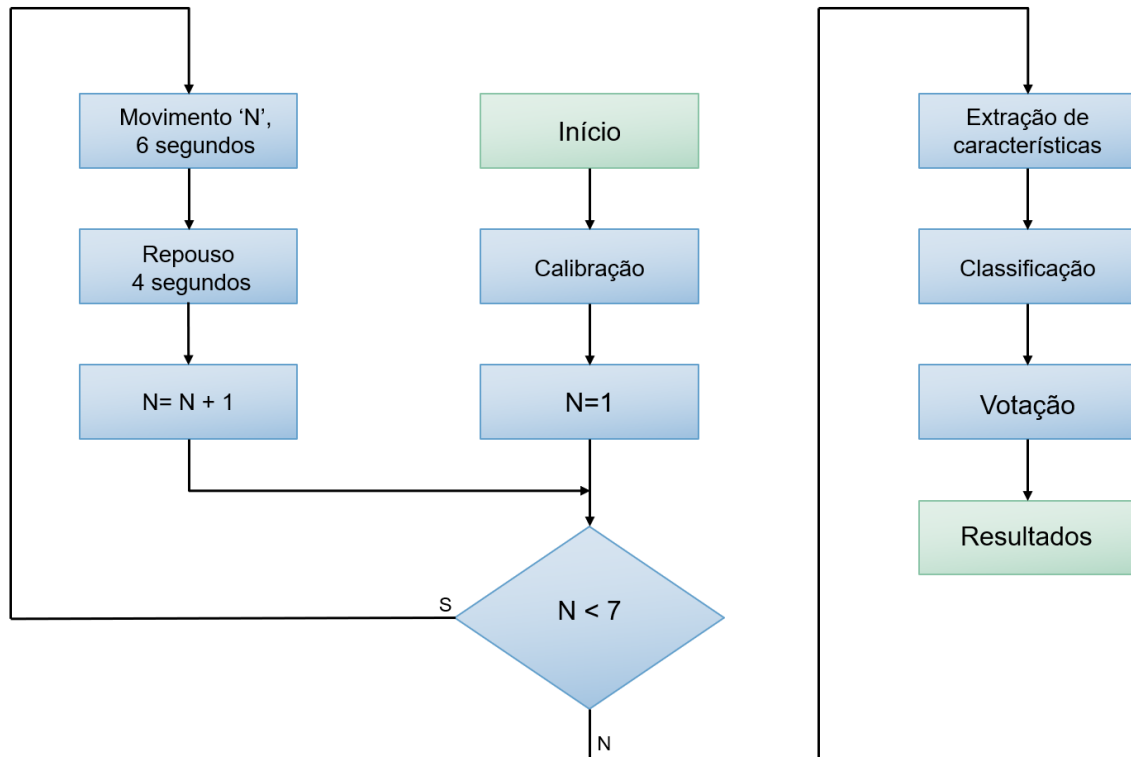 Movimento ‘N’,
6 segundos
Repouso
4 segundos
N= N + 1
Início
Calibração
N=1
N < 7
S
N
Extração de
características
Classificação
Votação
Resultados